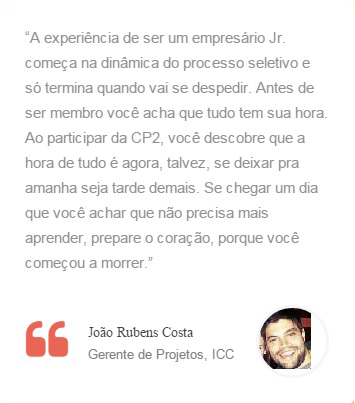 “A experiência de ser um empresário Jr.
começa na dinâmica do processo seletivo e
só termina quando vai se despedir. Antes de
ser membro você acha que tudo tem sua hora.
Ao participar da CP2, você descobre que a
hora de tudo é agora, talvez, se deixar pra
amanha seja tarde demais. Se chegar um dia
que você achar que não precisa mais
aprender, prepare o coração, porque você
começou a morrer.”
João Rubens Costa
Gerente de Projetos, ICC